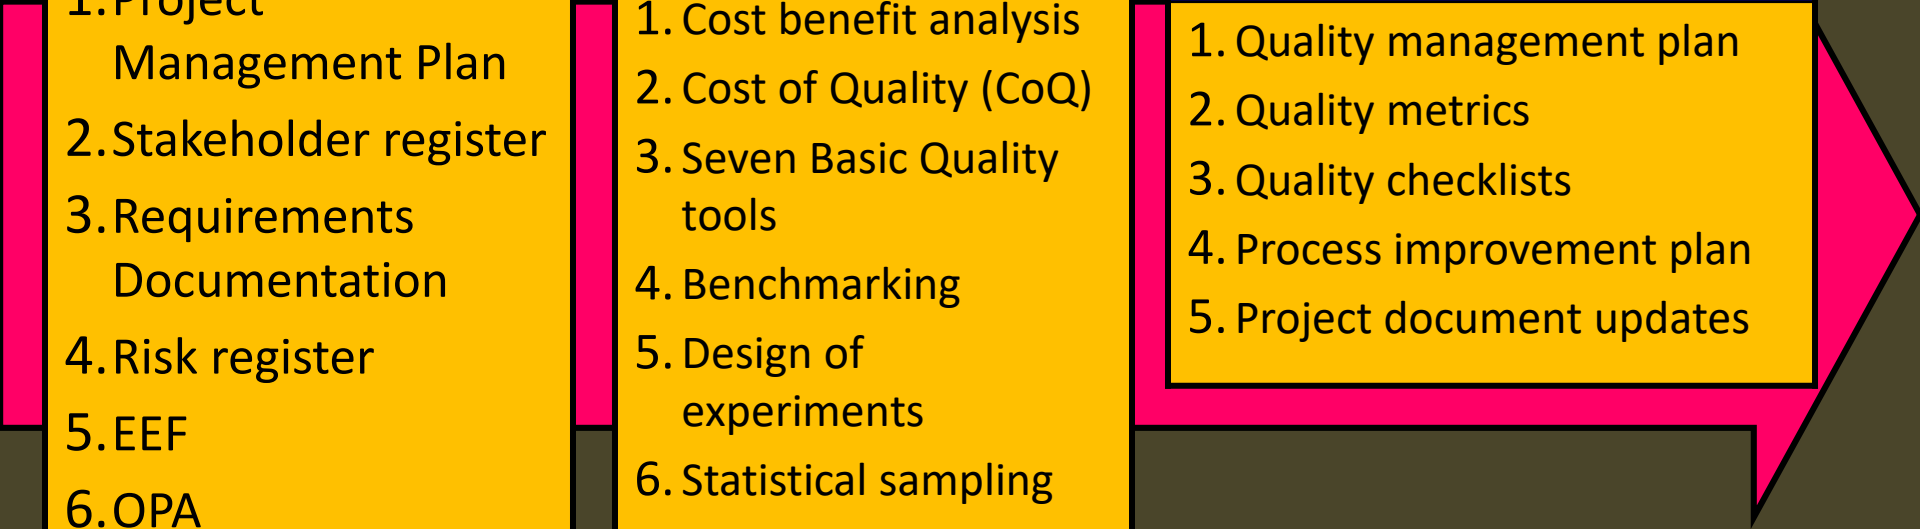 1. Project
Management Plan
2. Stakeholder register
3. Requirements
Documentation
4. Risk register
5. EEF
6. OPA
1. Cost benefit analysis
2. Cost of Quality (CoQ)
3. Seven Basic Quality
tools
4. Benchmarking
5. Design of
experiments
6. Statistical sampling
1. Quality management plan
2. Quality metrics
3. Quality checklists
4. Process improvement plan
5. Project document updates